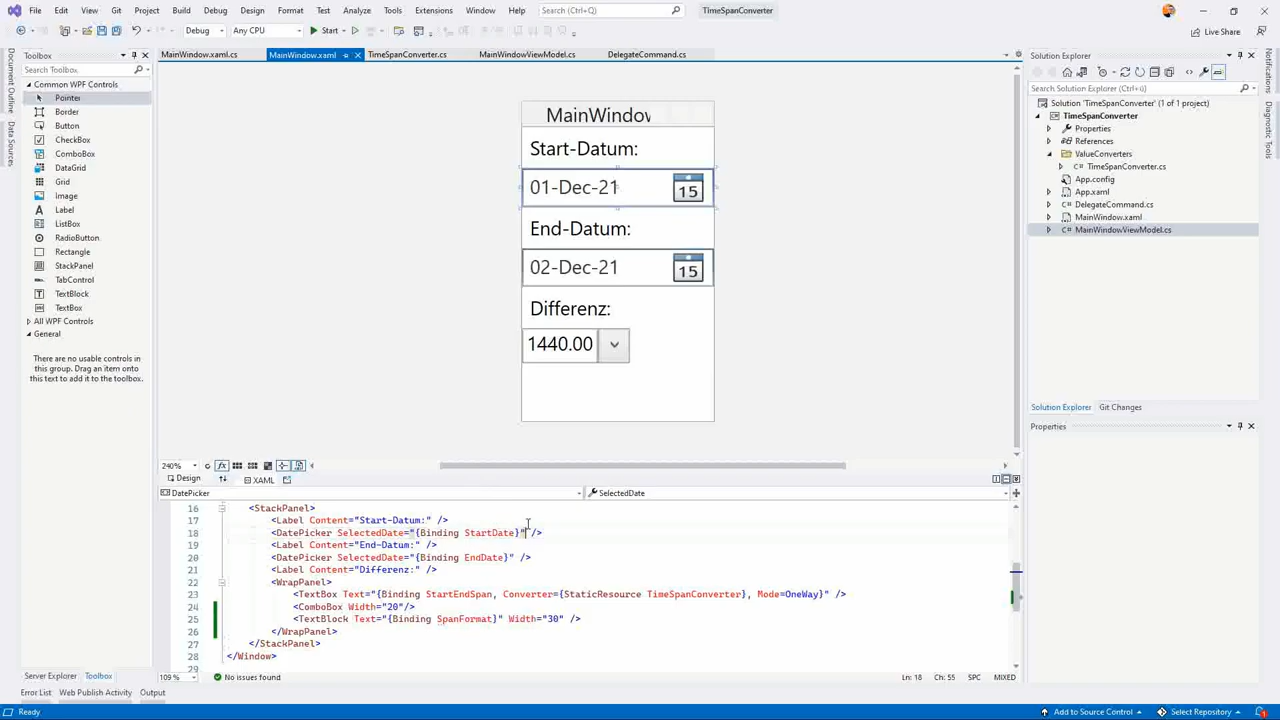 File Edit View Git Project Build Debug Design Format Test Analyze Tools Extensions Window Help Search (Ctrl+Q) TimeSpanConverter
Debug Any CPU Start Live Share
Document Outline
Data Sources
Toolbox
Search Toolbox
Common WPF Controls
Pointer
Border
Button
CheckBox
ComboBox
DataGrid
Grid
Image
Label
ListBox
RadioButton
Rectangle
StackPanel
TabControl
TextBlock
TextBox
All WPF Controls
General
There are no usable controls in
this group. Drag an item onto
this text to add it to the toolbox.
Server Explorer Toolbox
MainWindow.xaml.cs MainWindow.xaml TimeSpanConverter.cs MainWindowViewModel.cs DelegateCommand.cs
MainWindow
Start-Datum:
01-Dec-21 15
End-Datum:
02-Dec-21 15
Differenz:
1440.00
240% fx
Design XAML
DatePicker SelectedDate
16 <StackPanel>
17 <Label Content="Start-Datum:" />
18 <DatePicker SelectedDate="{Binding StartDate}" />
19 <Label Content="End-Datum:" />
20 <DatePicker SelectedDate="{Binding EndDate}" />
21 <Label Content="Differenz:" />
22 <WrapPanel>
23 <TextBox Text="{Binding StartEndSpan, Converter={StaticResource TimeSpanConverter}, Mode=OneWay}" />
24 <ComboBox Width="20"/>
25 <TextBlock Text="{Binding SpanFormat}" Width="30" />
26 </WrapPanel>
27 </StackPanel>
28 </Window>
29
109 % No issues found Ln: 18 Ch: 55 SPC MIXED
Solution Explorer
Search Solution Explorer (Ctrl+ü)
Solution 'TimeSpanConverter' (1 of 1 project)
TimeSpanConverter
Properties
References
ValueConverters
TimeSpanConverter.cs
App.config
App.xaml
DelegateCommand.cs
MainWindow.xaml
MainWindowViewModel.cs
Solution Explorer Git Changes
Properties
Notifications
Diagnostic Tools
Error List Web Publish Activity Output
Ready Add to Source Control Select Repository 1